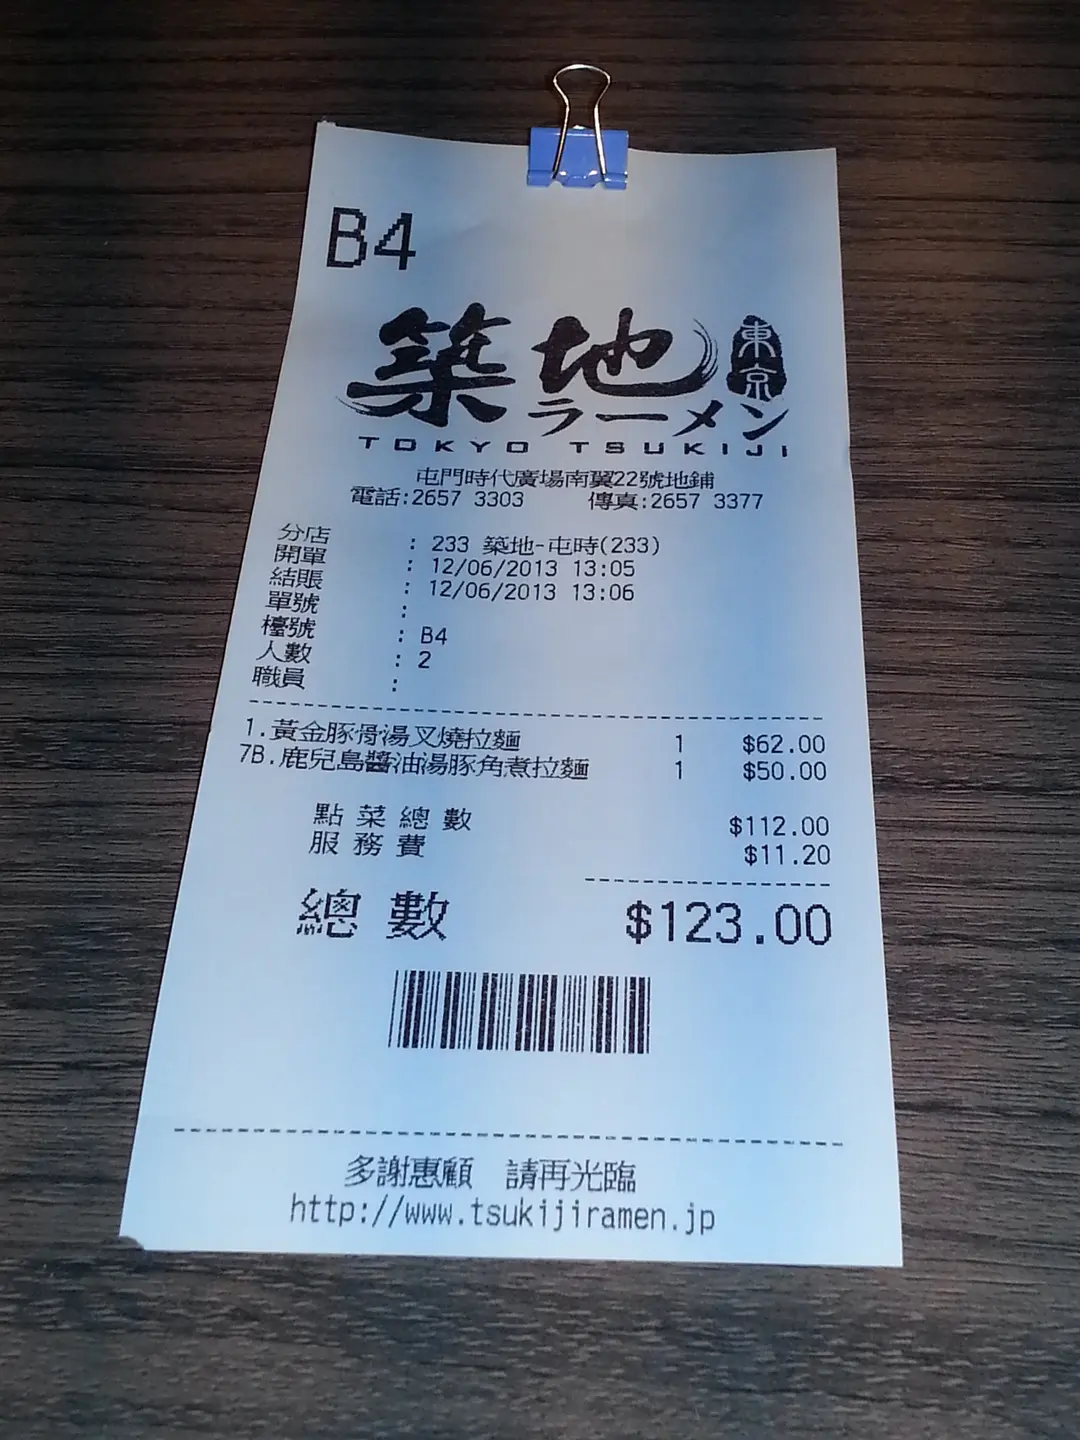 B4
築地
東京
ラーメン
TOKYO TSUKIJI
屯門時代廣場南翼22號地鋪
電話:2657 3303 傳真:2657 3377
分店 : 233 築地-屯時(233)
開單 : 12/06/2013 13:05
結賬 : 12/06/2013 13:06
單號 :
檯號 : B4
人數 : 2
職員 :
1.黃金豚骨湯叉燒拉麵 1 $62.00
7B.鹿兒島醬油湯豚角煮拉麵 1 $50.00
點菜總數 $112.00
服務費 $11.20
總數 $123.00
多謝惠顧 請再光臨
http://www.tsukijiramen.jp